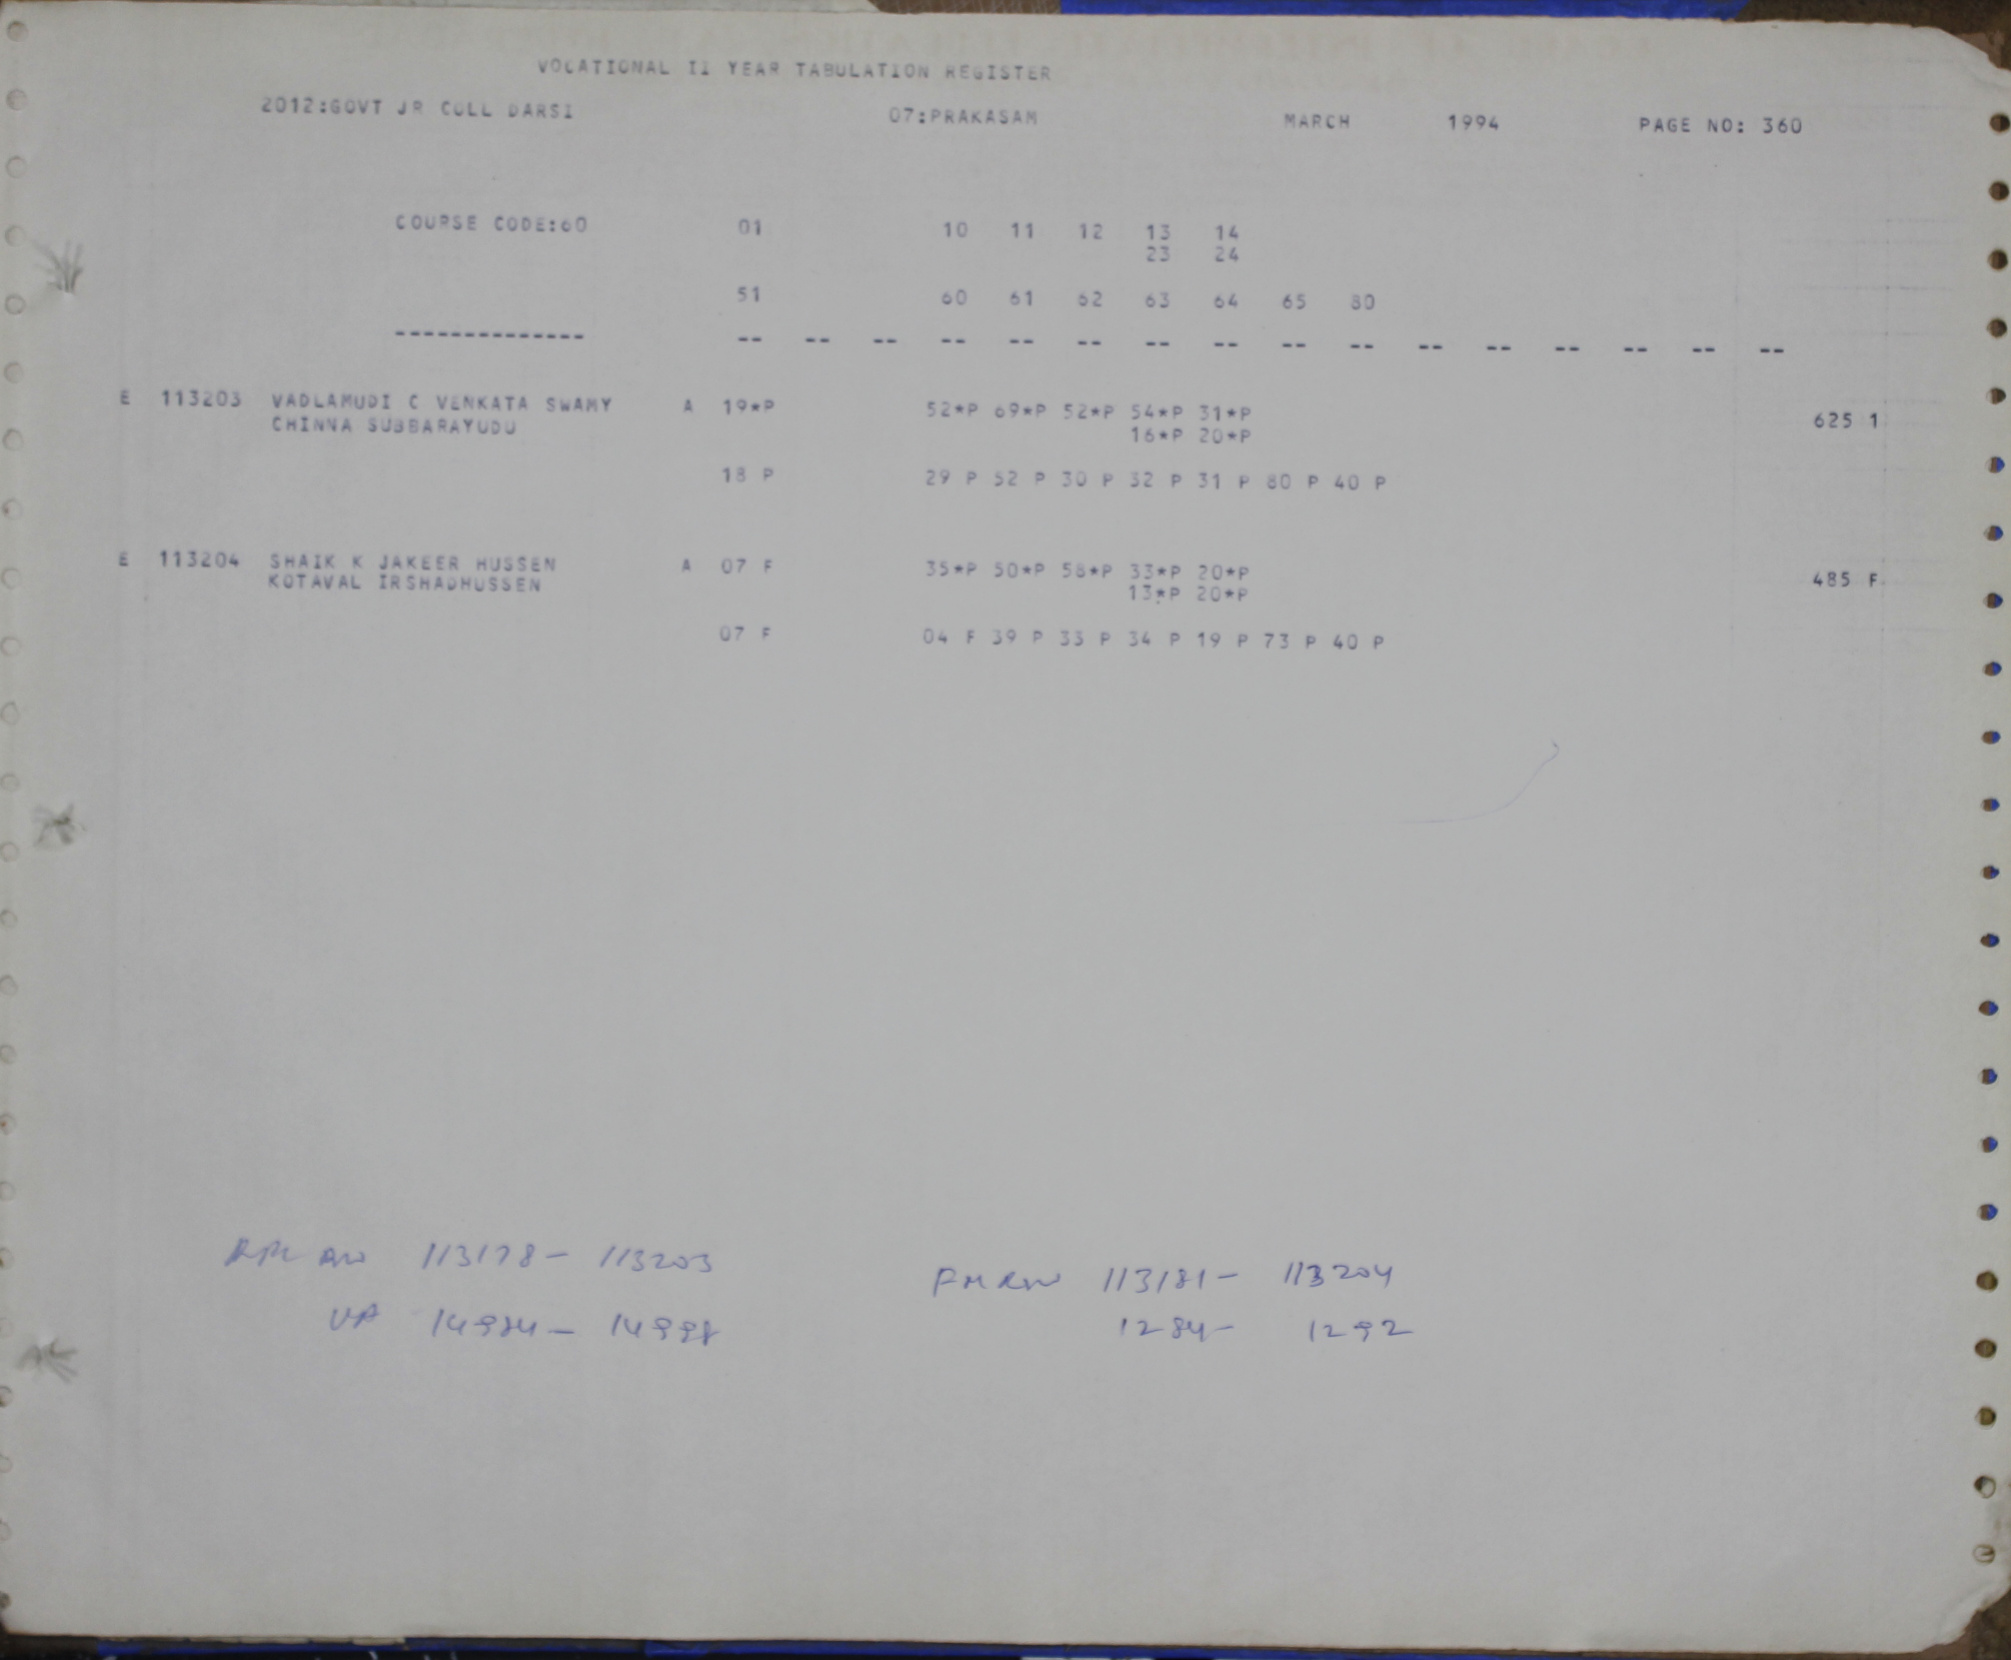 VOCATIONAL II YEAR TABULATION REGISTER
2012:GOVT JR COLL DARSI 07:PRAKASAM MARCH 1994 PAGE NO: 360
COURSE CODE:60 01 10 11 12 13 14
23 24
51 60 61 62 63 64 65 80
-------------- -- -- -- -- -- -- -- -- -- -- -- -- -- -- -- --
E 113203 VADLAMUDI C VENKATA SWAMY A 19*P 52*P 69*P 52*P 54*P 31*P 625 1
CHINNA SUBBARAYUDU 16*P 20*P
18 P 29 P 52 P 30 P 32 P 31 P 80 P 40 P
E 113204 SHAIK K JAKEER HUSSEN A 07 F 35*P 50*P 58*P 33*P 20*P 485 F
KOTAVAL IRSHADHUSSEN 13*P 20*P
07 F 04 F 39 P 33 P 34 P 19 P 73 P 40 P
113178 - 113203
14984 - 14998
113181 - 113204
1284 - 1292